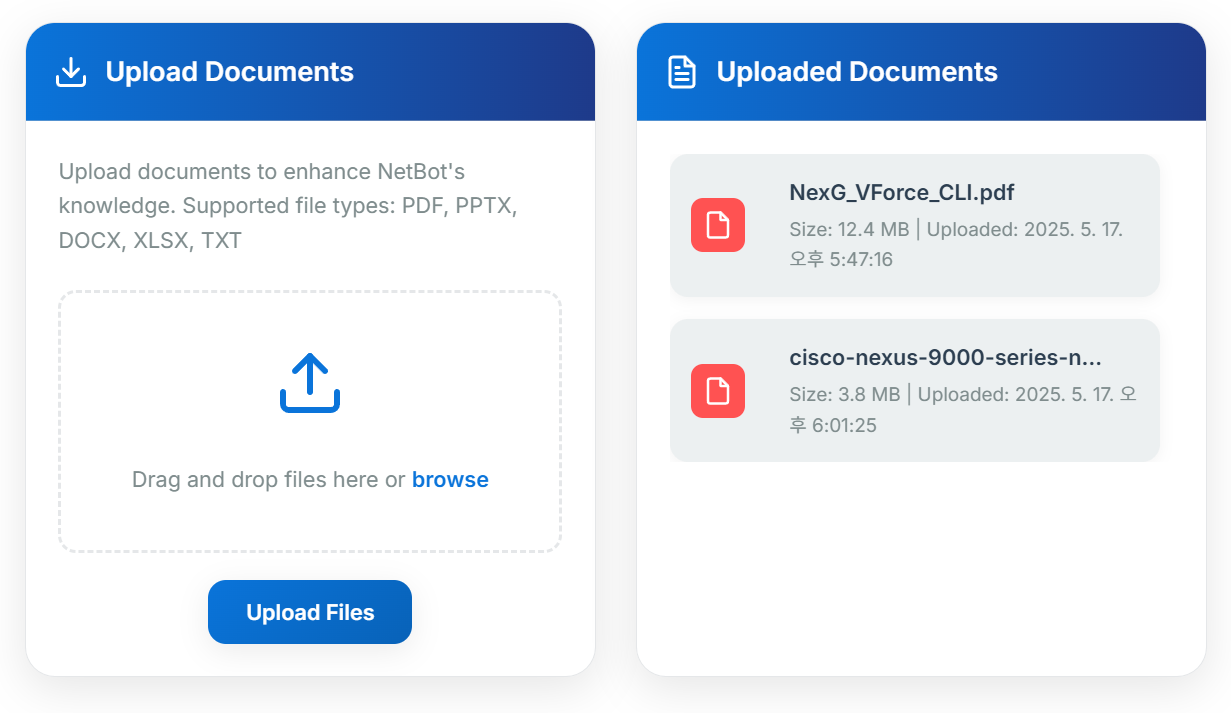 Upload Documents
Upload documents to enhance NetBot's
knowledge. Supported file types: PDF, PPTX,
DOCX, XLSX, TXT
Drag and drop files here or browse
Upload Files
Uploaded Documents
NexG_VForce_CLI.pdf
Size: 12.4 MB | Uploaded: 2025. 5. 17.
오후 5:47:16
cisco-nexus-9000-series-n...
Size: 3.8 MB | Uploaded: 2025. 5. 17. 오
후 6:01:25